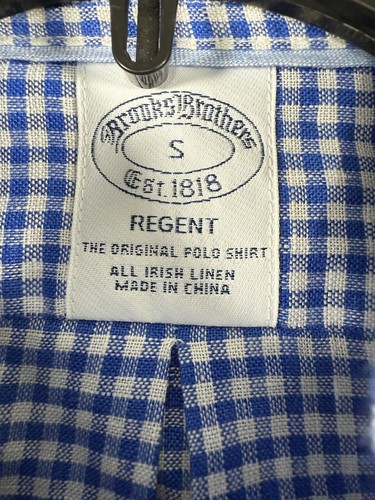 Brooks Brothers
S
Est. 1818
REGENT
THE ORIGINAL POLO SHIRT
ALL IRISH LINEN
MADE IN CHINA